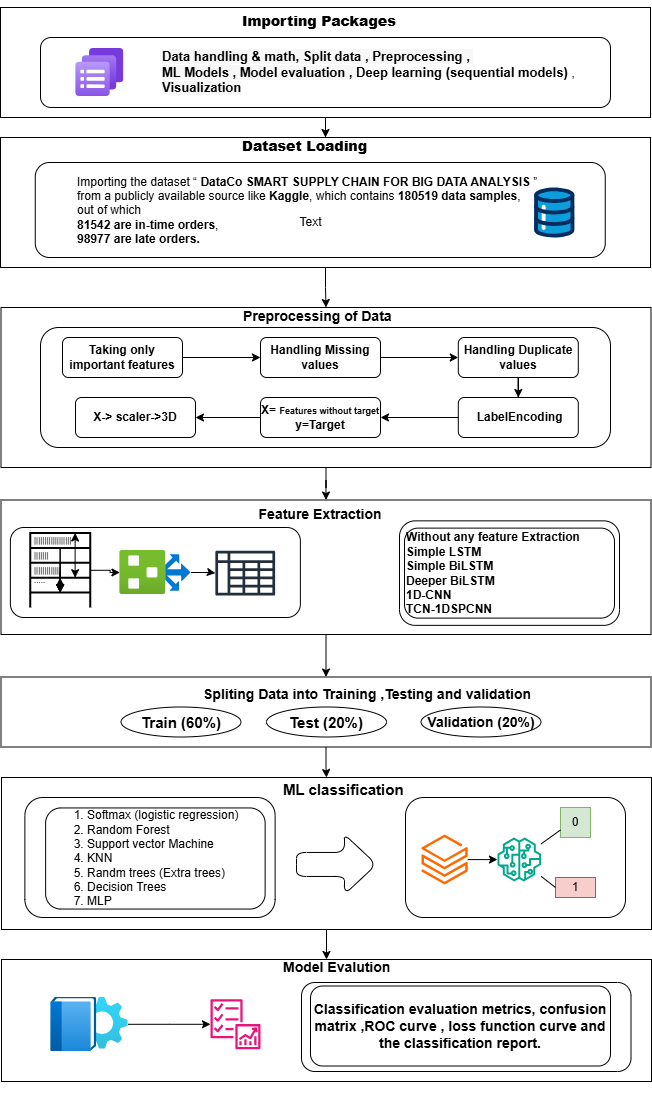 Importing Packages
Data handling & math, Split data , Preprocessing ,
ML Models , Model evaluation , Deep learning (sequential models) ,
Visualization
Dataset Loading
Importing the dataset “ DataCo SMART SUPPLY CHAIN FOR BIG DATA ANALYSIS ”
from a publicly available source like Kaggle, which contains 180519 data samples,
out of which
81542 are in-time orders,
98977 are late orders.
Text
Preprocessing of Data
Taking only
important features
Handling Missing
values
Handling Duplicate
values
LabelEncoding
X= Features without target
y=Target
X-> scaler->3D
Feature Extraction
Without any feature Extraction
Simple LSTM
Simple BiLSTM
Deeper BiLSTM
1D-CNN
TCN-1DSPCNN
Spliting Data into Training ,Testing and validation
Train (60%)
Test (20%)
Validation (20%)
ML classification
1. Softmax (logistic regression)
2. Random Forest
3. Support vector Machine
4. KNN
5. Randm trees (Extra trees)
6. Decision Trees
7. MLP
0
1
Model Evalution
Classification evaluation metrics, confusion
matrix ,ROC curve , loss function curve and
the classification report.